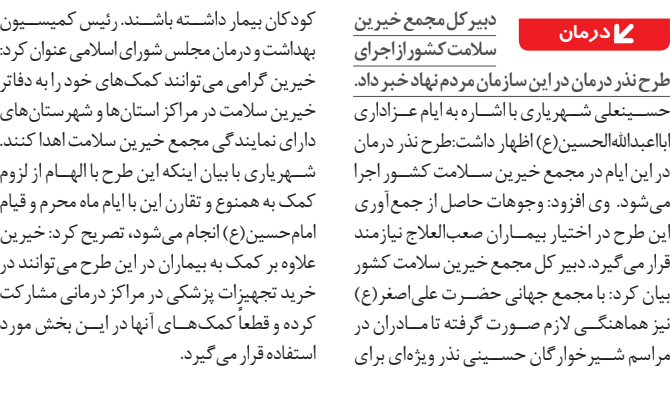 درمان
دبیر کل مجمع خیرین
سلامت کشور از اجرای
طرح نذر درمان در این سازمان مردم نهاد خبر داد.
حسینعلی شهریاری با اشاره به ایام عزاداری
اباعبدالله‌الحسین(ع) اظهار داشت:طرح نذر درمان
در این ایام در مجمع خیرین سلامت کشور اجرا
می‌شود. وی افزود: وجوهات حاصل از جمع‌آوری
این طرح در اختیار بیماران صعب‌العلاج نیازمند
قرار می‌گیرد. دبیر کل مجمع خیرین سلامت کشور
بیان کرد: با مجمع جهانی حضرت علی‌اصغر(ع)
نیز هماهنگی لازم صورت گرفته تا مادران در
مراسم شیرخوارگان حسینی نذر ویژه‌ای برای
کودکان بیمار داشته باشند. رئیس کمیسیون
بهداشت و درمان مجلس شورای اسلامی عنوان کرد:
خیرین گرامی می‌توانند کمک‌های خود را به دفاتر
خیرین سلامت در مراکز استان‌ها و شهرستان‌های
دارای نمایندگی مجمع خیرین سلامت اهدا کنند.
شهریاری با بیان اینکه این طرح با الهام از لزوم
کمک به همنوع و تقارن این با ایام ماه محرم و قیام
امام‌حسین(ع) انجام می‌شود، تصریح کرد: خیرین
علاوه بر کمک به بیماران در این طرح می‌توانند در
خرید تجهیزات پزشکی در مراکز درمانی مشارکت
کرده و قطعاً کمک‌های آنها در این بخش مورد
استفاده قرار می‌گیرد.